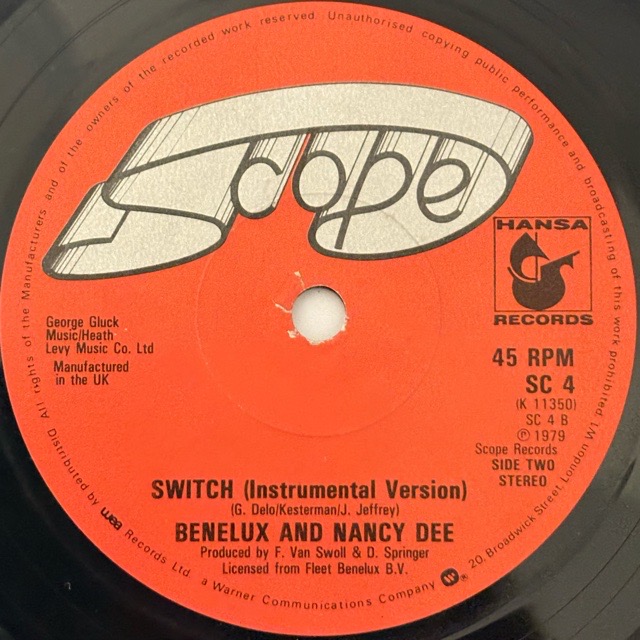 All rights of the Manufacturers and of the owners of the recorded work reserved Unauthorised copying public performance and broadcasting of this work prohibited.
Scope
HANSA
RECORDS
George Gluck
Music/Heath
Levy Music Co. Ltd
Manufactured
in the UK
45 RPM
SC 4
(K 11350)
SC 4 B
℗ 1979
Scope Records
SIDE TWO
STEREO
SWITCH (Instrumental Version)
(G. Delo/Kesterman/J. Jeffrey)
BENELUX AND NANCY DEE
Produced by F. Van Swoll & D. Springer
Licensed from Fleet Benelux B.V.
Distributed by wea Records Ltd. a Warner Communications Company W 20, Broadwick Street, London. W1